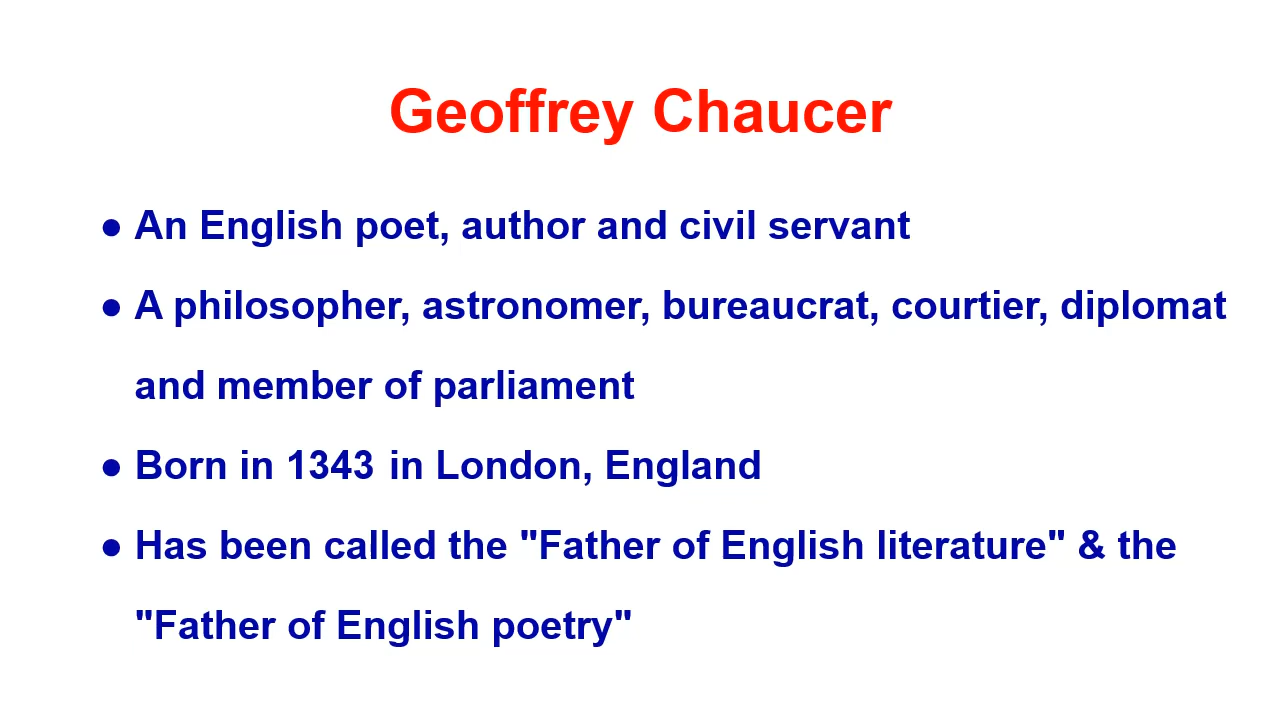 Geoffrey Chaucer
● An English poet, author and civil servant
● A philosopher, astronomer, bureaucrat, courtier, diplomat
and member of parliament
● Born in 1343 in London, England
● Has been called the "Father of English literature" & the
"Father of English poetry"